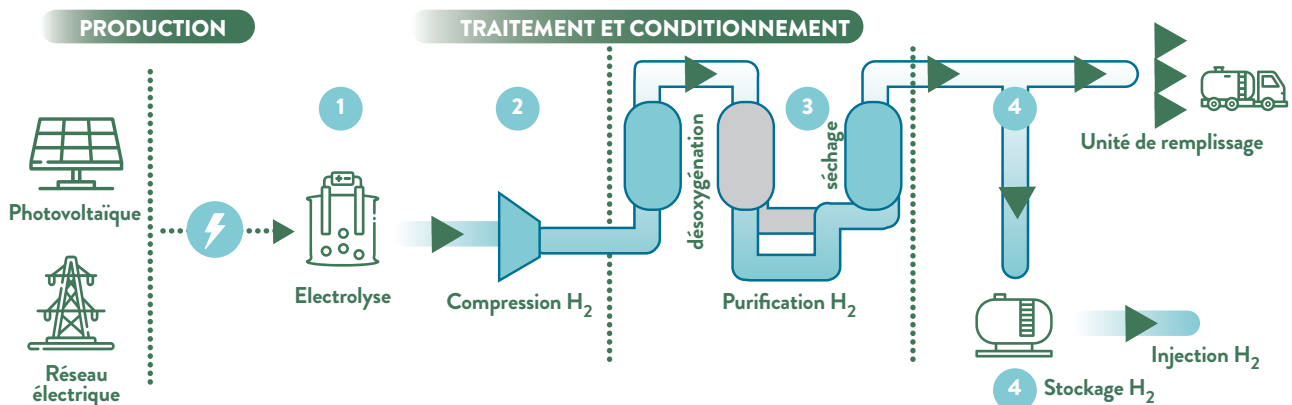 PRODUCTION
TRAITEMENT ET CONDITIONNEMENT
1
2
3
4
Photovoltaïque
Réseau
électrique
Electrolyse
Compression H₂
désoxygénation
séchage
Purification H₂
Unité de remplissage
Injection H₂
4 Stockage H₂